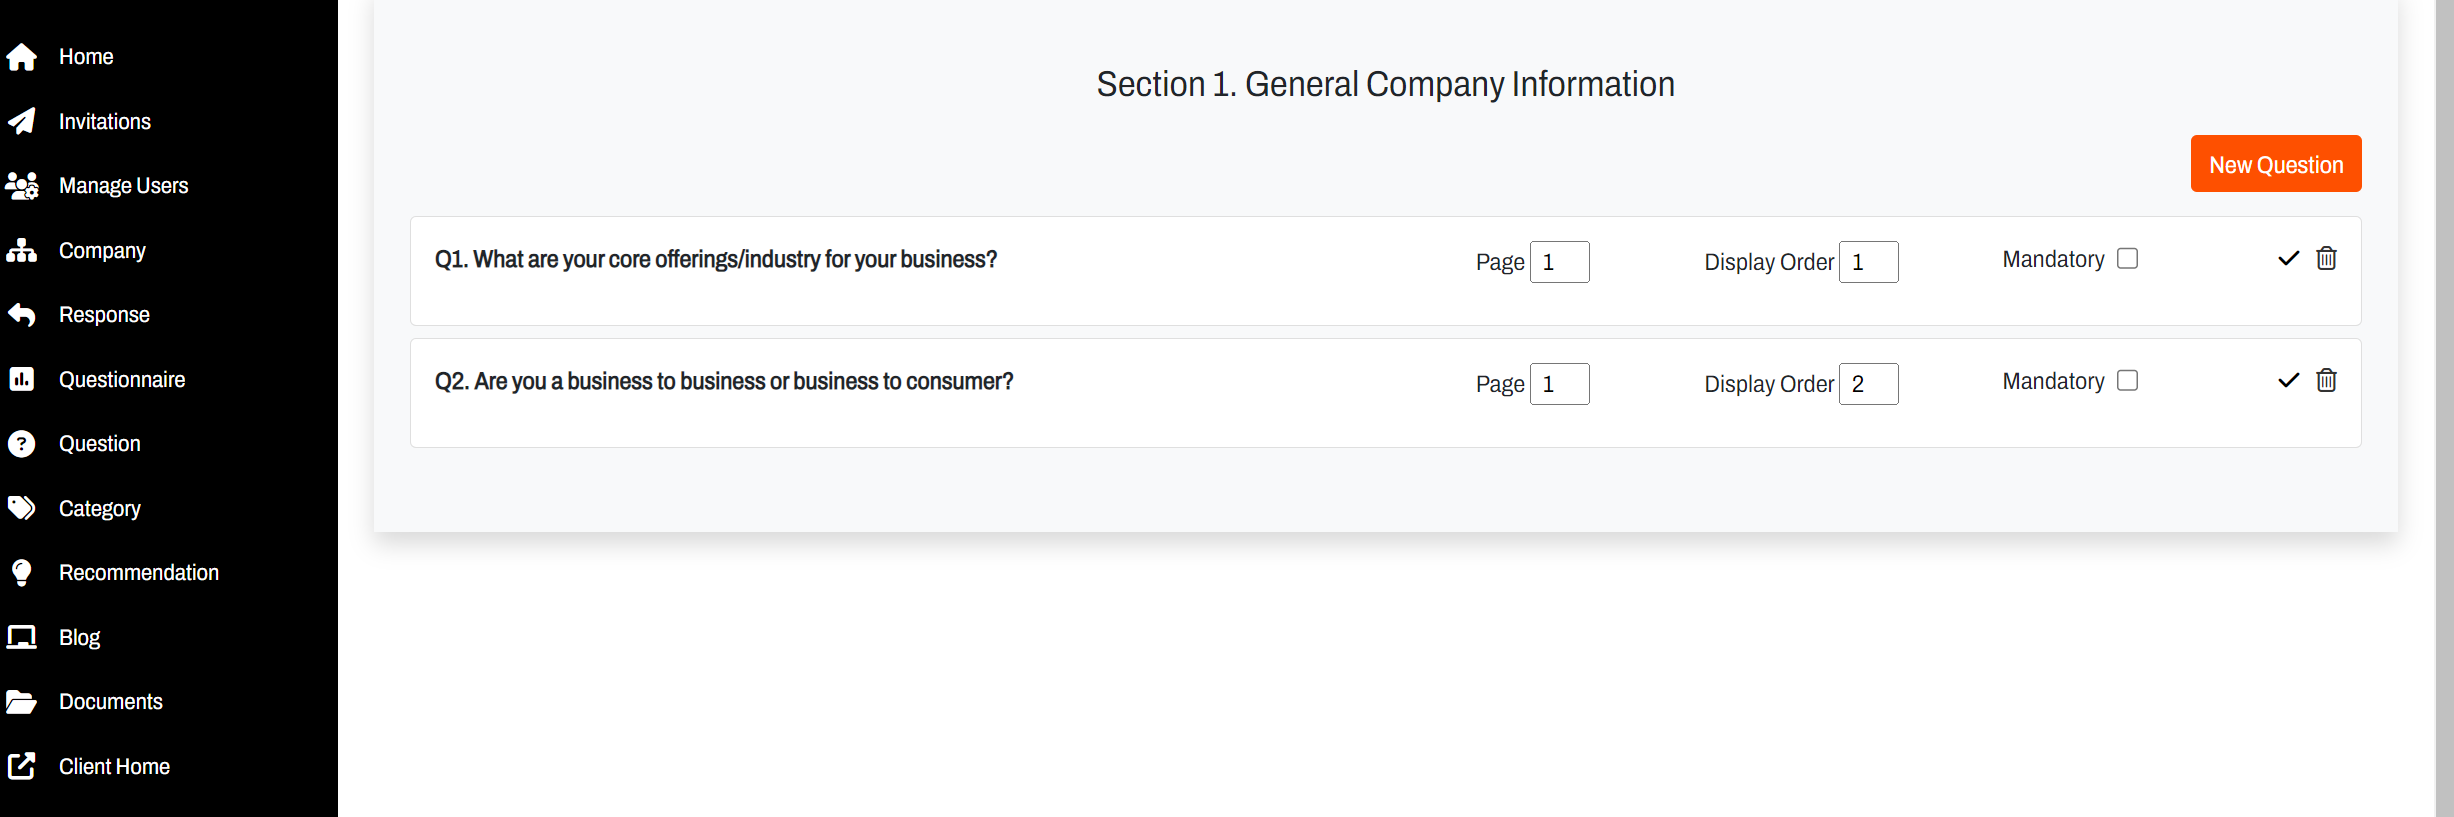 Home
Invitations
Manage Users
Company
Response
Questionnaire
Question
Category
Recommendation
Blog
Documents
Client Home
Section 1. General Company Information
New Question
Q1. What are your core offerings/industry for your business? Page 1 Display Order 1 Mandatory
Q2. Are you a business to business or business to consumer? Page 1 Display Order 2 Mandatory